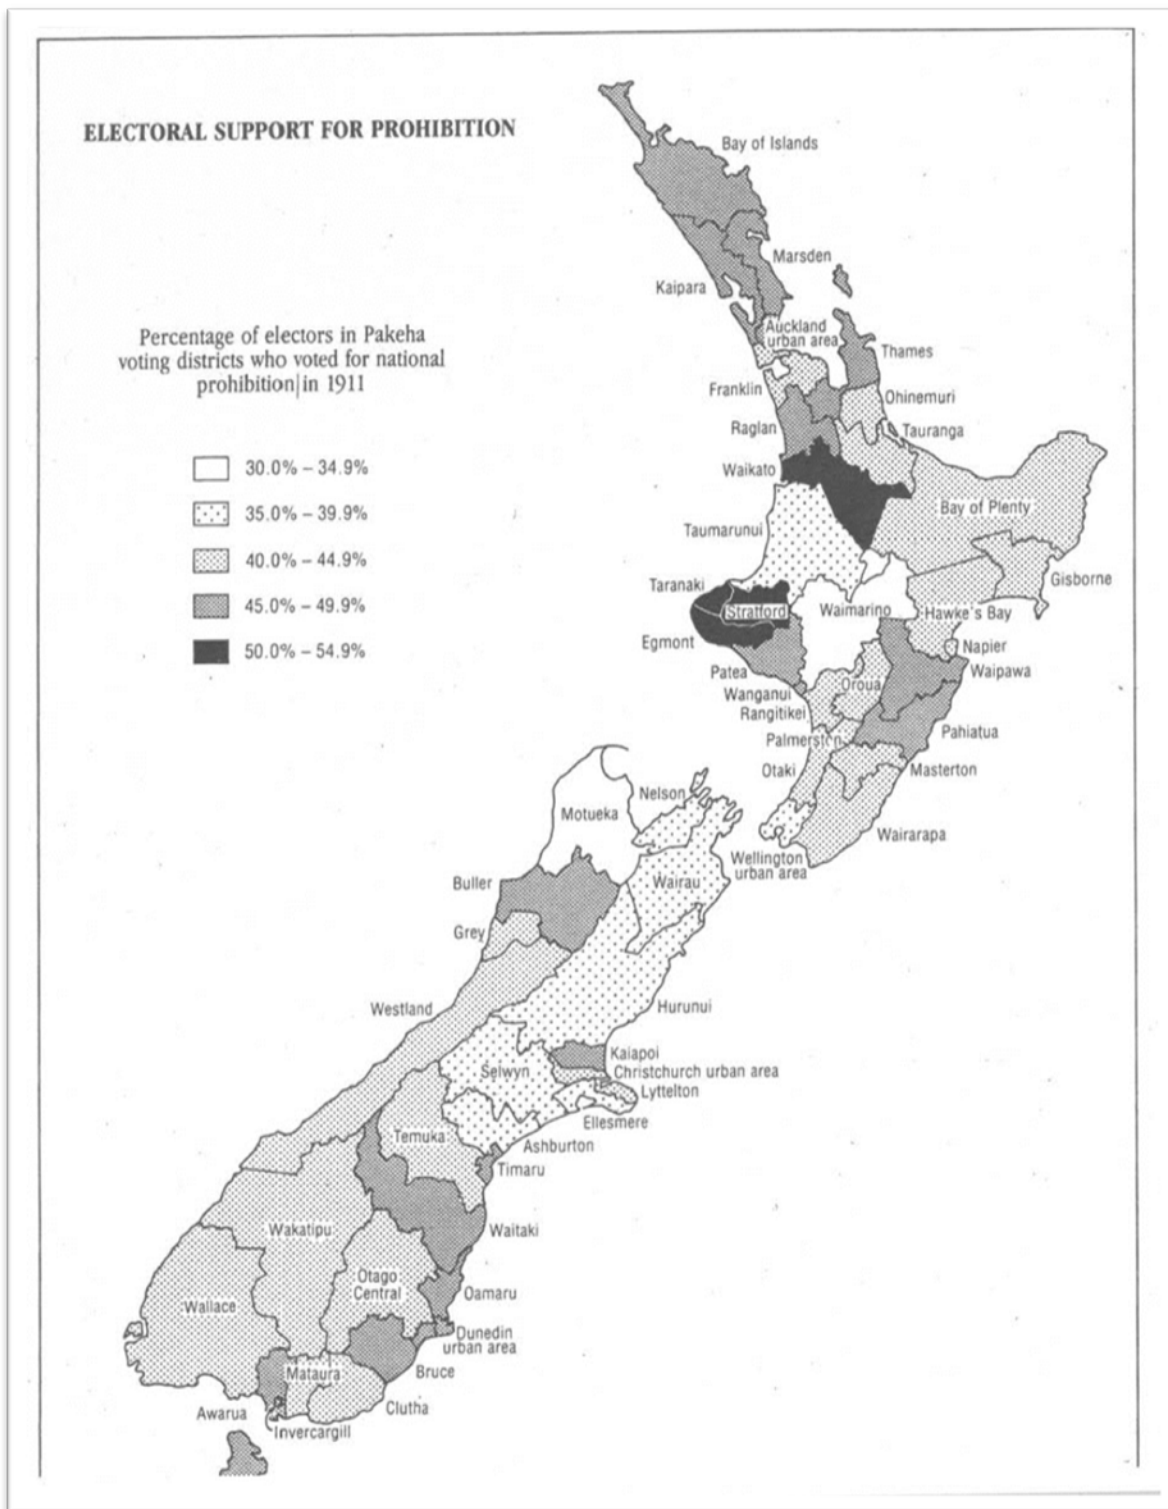 ELECTORAL SUPPORT FOR PROHIBITION
Percentage of electors in Pakeha
voting districts who voted for national
prohibition in 1911
30.0% – 34.9%
35.0% – 39.9%
40.0% – 44.9%
45.0% – 49.9%
50.0% – 54.9%
Bay of Islands
Marsden
Kaipara
Auckland
urban area
Thames
Franklin
Ohinemuri
Raglan
Tauranga
Waikato
Bay of Plenty
Taumarunui
Gisborne
Taranaki
Stratford
Waimarino
Hawke's Bay
Egmont
Napier
Patea
Waipawa
Wanganui
Oroua
Rangitikei
Pahiatua
Palmerston
Otaki
Masterton
Nelson
Motueka
Wairarapa
Wellington
urban area
Buller
Wairau
Grey
Westland
Hurunui
Kaiapoi
Selwyn
Christchurch urban area
Lyttelton
Ellesmere
Temuka
Ashburton
Timaru
Wakatipu
Waitaki
Otago
Central
Oamaru
Wallace
Dunedin
urban area
Mataura
Bruce
Clutha
Awarua
Invercargill